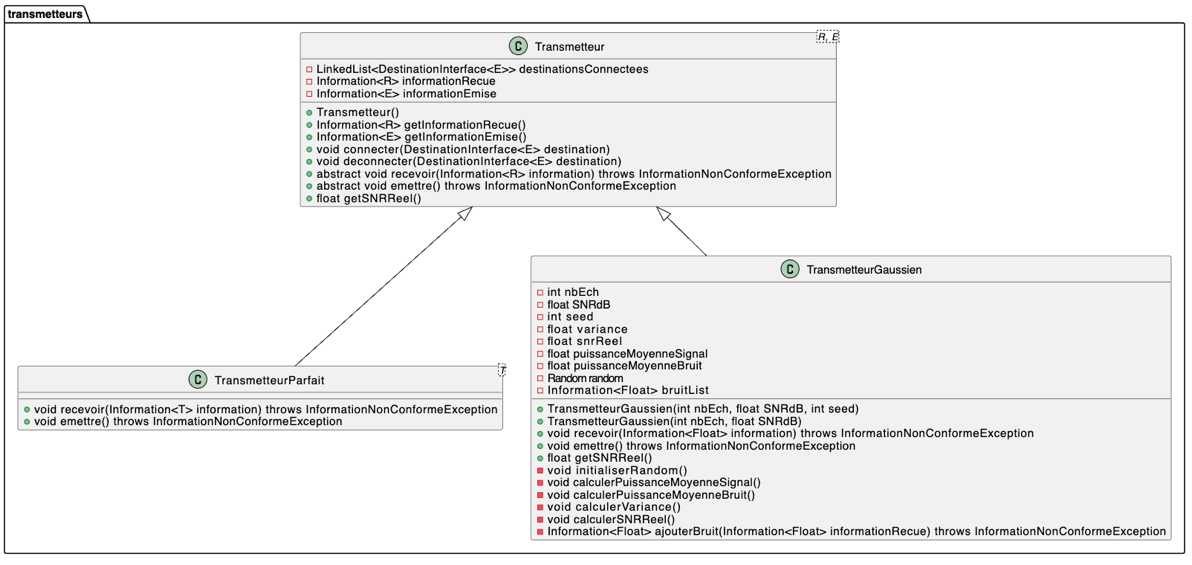 transmetteurs
C Transmetteur
R, E
LinkedList<DestinationInterface<E>> destinationsConnectees
Information<R> informationRecue
Information<E> informationEmise
Transmetteur()
Information<R> getInformationRecue()
Information<E> getInformationEmise()
void connecter(DestinationInterface<E> destination)
void deconnecter(DestinationInterface<E> destination)
abstract void recevoir(Information<R> information) throws InformationNonConformeException
abstract void emettre() throws InformationNonConformeException
float getSNRReel()
C TransmetteurParfait
T
void recevoir(Information<T> information) throws InformationNonConformeException
void emettre() throws InformationNonConformeException
C TransmetteurGaussien
int nbEch
float SNRdB
int seed
float variance
float snrReel
float puissanceMoyenneSignal
float puissanceMoyenneBruit
Random random
Information<Float> bruitList
TransmetteurGaussien(int nbEch, float SNRdB, int seed)
TransmetteurGaussien(int nbEch, float SNRdB)
void recevoir(Information<Float> information) throws InformationNonConformeException
void emettre() throws InformationNonConformeException
float getSNRReel()
void initialiserRandom()
void calculerPuissanceMoyenneSignal()
void calculerPuissanceMoyenneBruit()
void calculerVariance()
void calculerSNRReel()
Information<Float> ajouterBruit(Information<Float> informationRecue) throws InformationNonConformeException